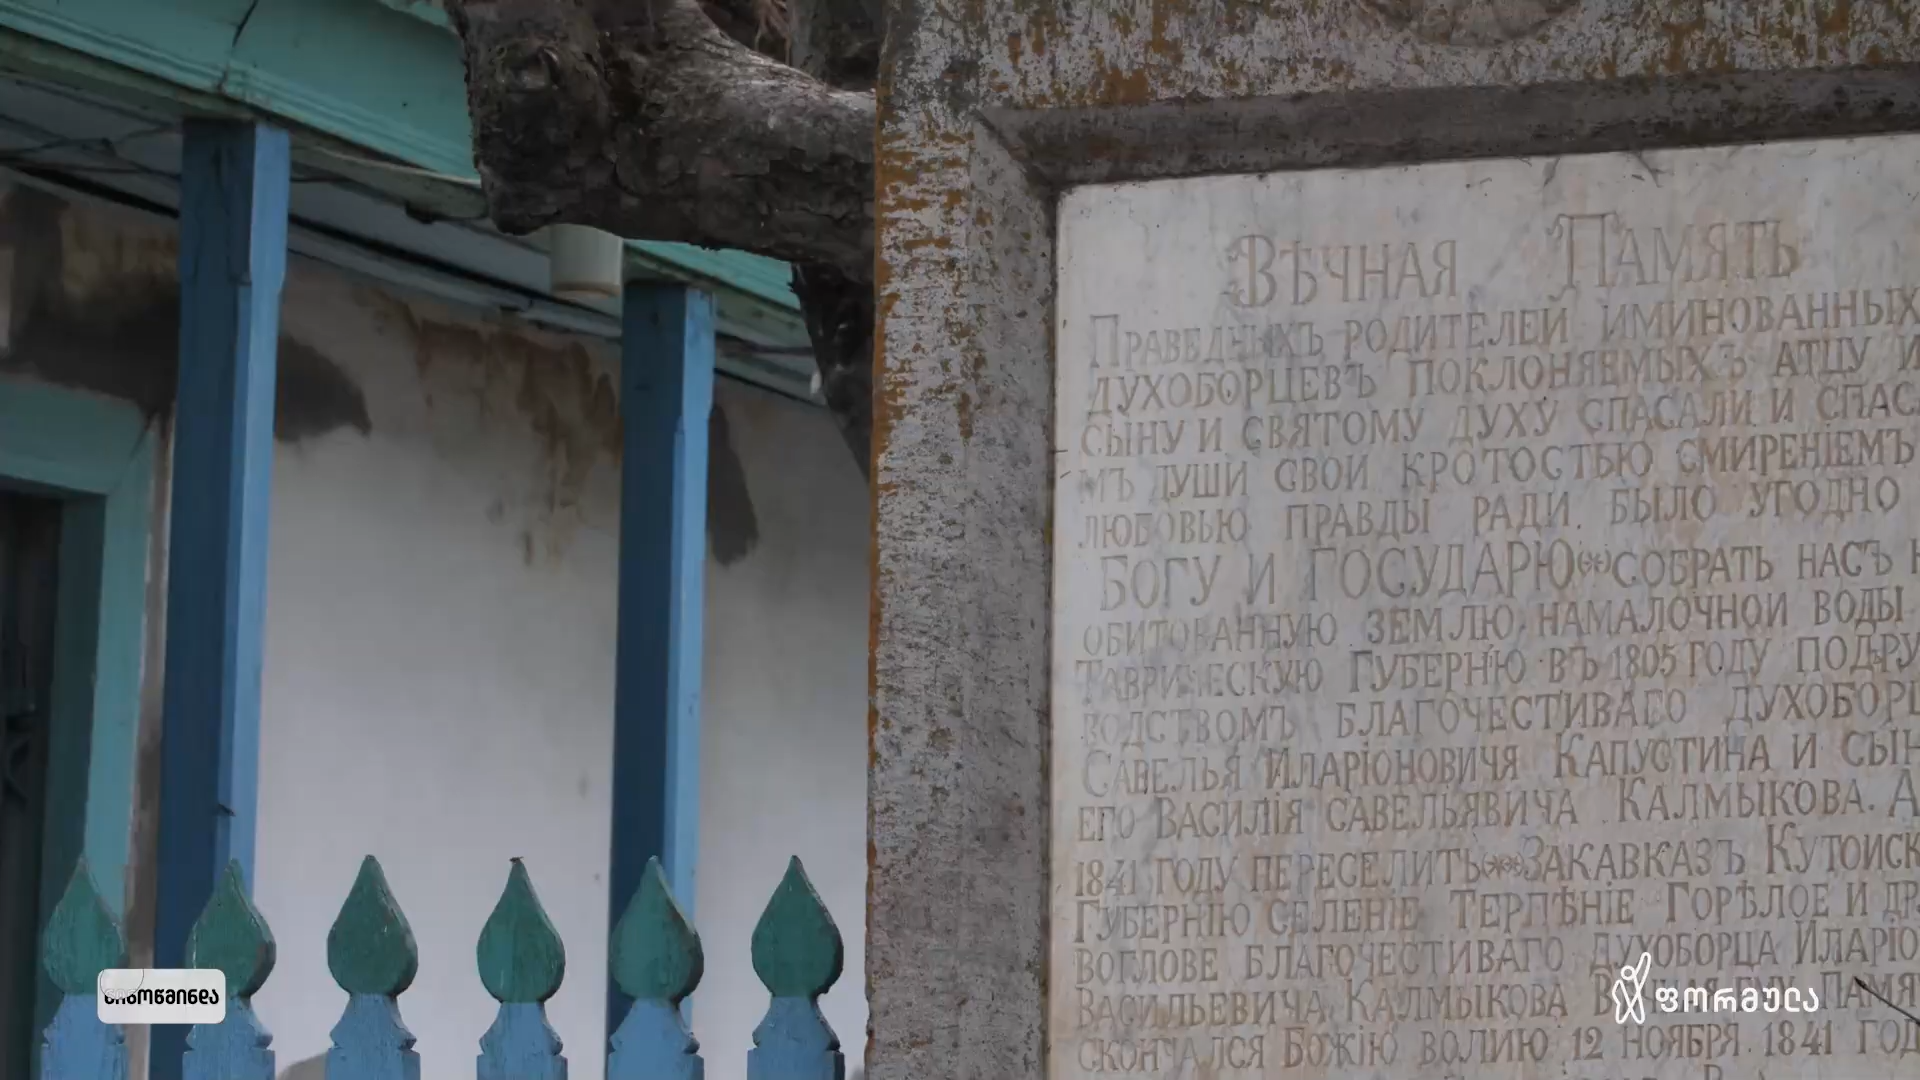 Вѣчная Память
Праведныхъ родителей иминованныхъ
духоборцевъ поклоняемыхъ атцу и
сыну и святому духу спасали и спас
мъ души свои кротостью смиреніемъ
любовью правды ради. было угодно
Богу и Государю собрать насъ
обитованную землю намалочной воды
Таврическую Губернію въ 1805 году подру
водствомъ благочестиваго духоборц
Савелья Иларіоновичя Капустина и сын
его Василія савельявича Калмыкова. А
1841 году переселить Закавказъ Кутоиск
Губернію селеніе Терпѣніе Горѣлое и др
воглове благочестиваго духоборца Иларіо
Васильевича Калмыкова Памя
скончался Божію волию 12 ноября 1841 год
ნინოწმინდა
ფორმულა